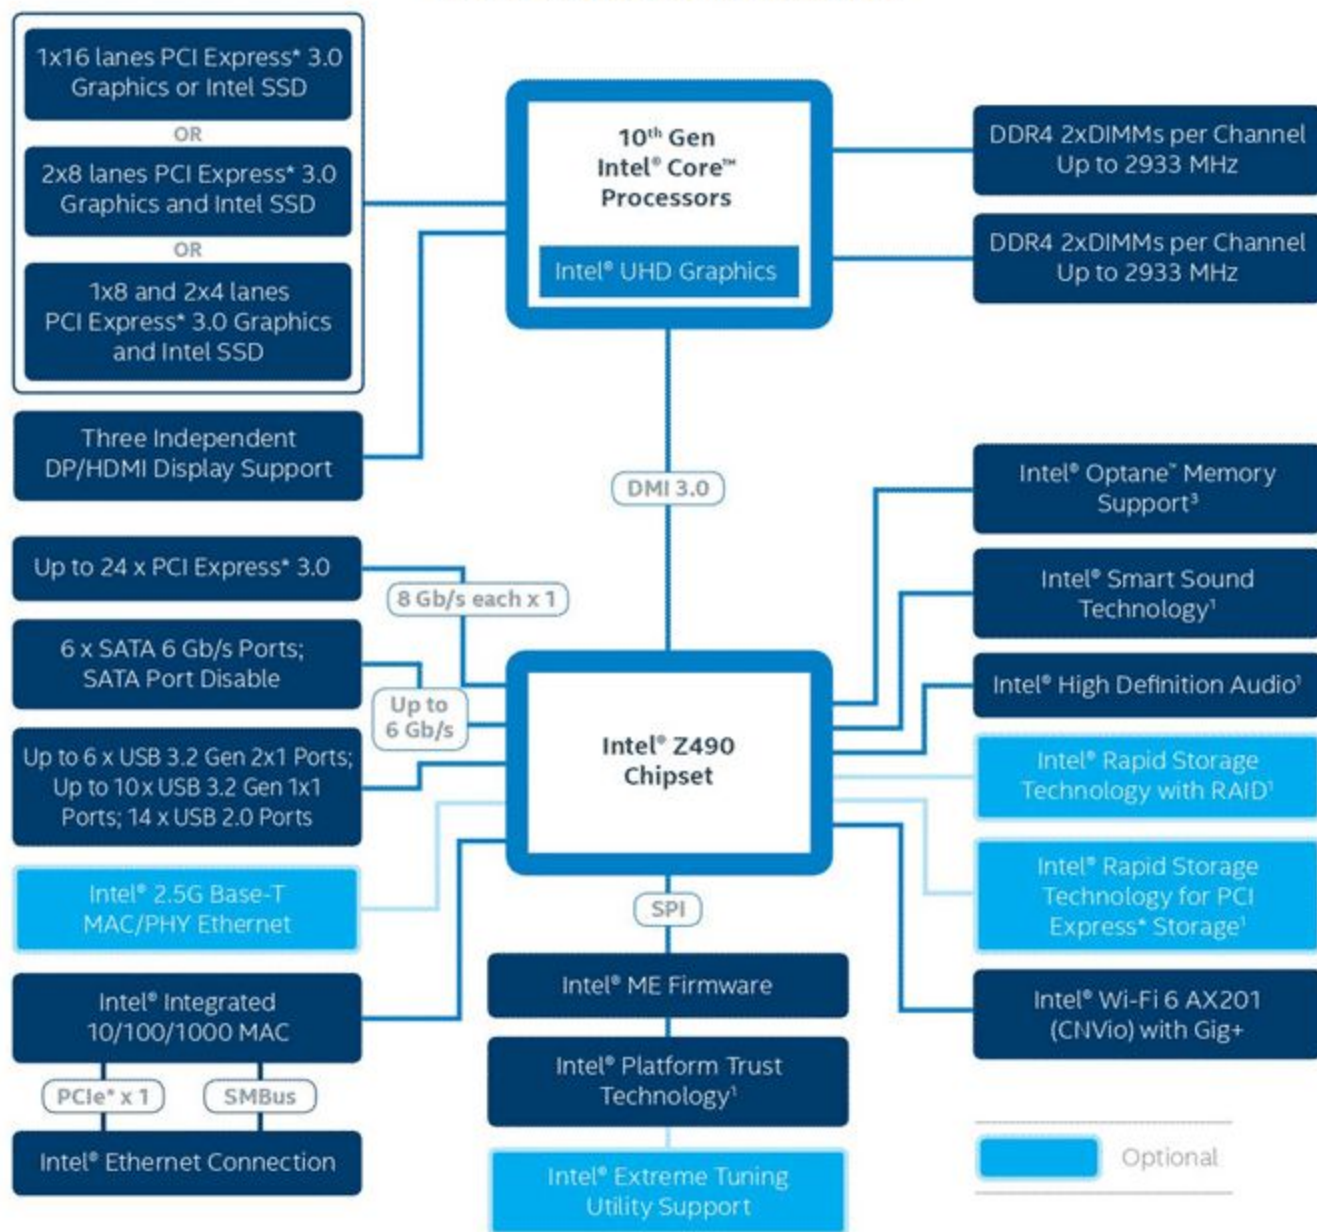 1x16 lanes PCI Express* 3.0
Graphics or Intel SSD
OR
2x8 lanes PCI Express* 3.0
Graphics and Intel SSD
OR
1x8 and 2x4 lanes
PCI Express* 3.0 Graphics
and Intel SSD
Three Independent
DP/HDMI Display Support
10th Gen
Intel® Core™
Processors
Intel® UHD Graphics
DDR4 2xDIMMs per Channel
Up to 2933 MHz
DDR4 2xDIMMs per Channel
Up to 2933 MHz
DMI 3.0
Up to 24 x PCI Express* 3.0
8 Gb/s each x 1
6 x SATA 6 Gb/s Ports;
SATA Port Disable
Up to
6 Gb/s
Up to 6 x USB 3.2 Gen 2x1 Ports;
Up to 10 x USB 3.2 Gen 1x1
Ports; 14 x USB 2.0 Ports
Intel® 2.5G Base-T
MAC/PHY Ethernet
Intel® Integrated
10/100/1000 MAC
PCIe* x 1
SMBus
Intel® Ethernet Connection
Intel® Z490
Chipset
SPI
Intel® ME Firmware
Intel® Platform Trust
Technology¹
Intel® Extreme Tuning
Utility Support
Intel® Optane™ Memory
Support³
Intel® Smart Sound
Technology¹
Intel® High Definition Audio¹
Intel® Rapid Storage
Technology with RAID¹
Intel® Rapid Storage
Technology for PCI
Express* Storage¹
Intel® Wi-Fi 6 AX201
(CNVio) with Gig+
Optional